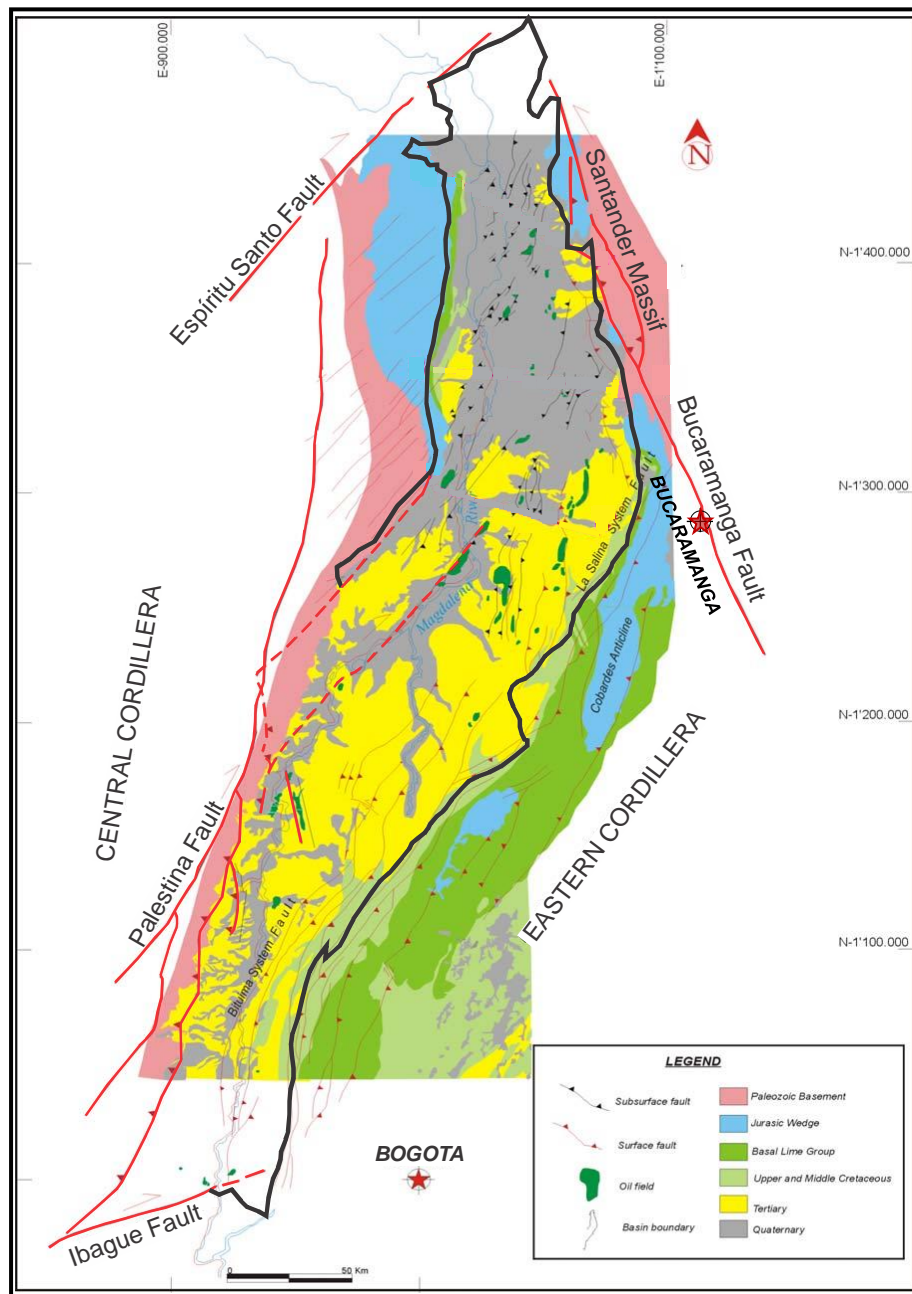 E-900.000
E-1'100.000
N
N-1'400.000
Espíritu Santo Fault
Santander Massif
Bucaramanga Fault
N-1'300.000
BUCARAMANGA
La Salina System Fault
River
Magdalena
Cobardes Anticline
N-1'200.000
CENTRAL CORDILLERA
EASTERN CORDILLERA
Palestina Fault
N-1'100.000
Bituima System Fault
BOGOTA
Ibague Fault
0 50 Km
LEGEND
Subsurface fault
Surface fault
Oil field
Basin boundary
Paleozoic Basement
Jurasic Wedge
Basal Lime Group
Upper and Middle Cretaceous
Tertiary
Quaternary